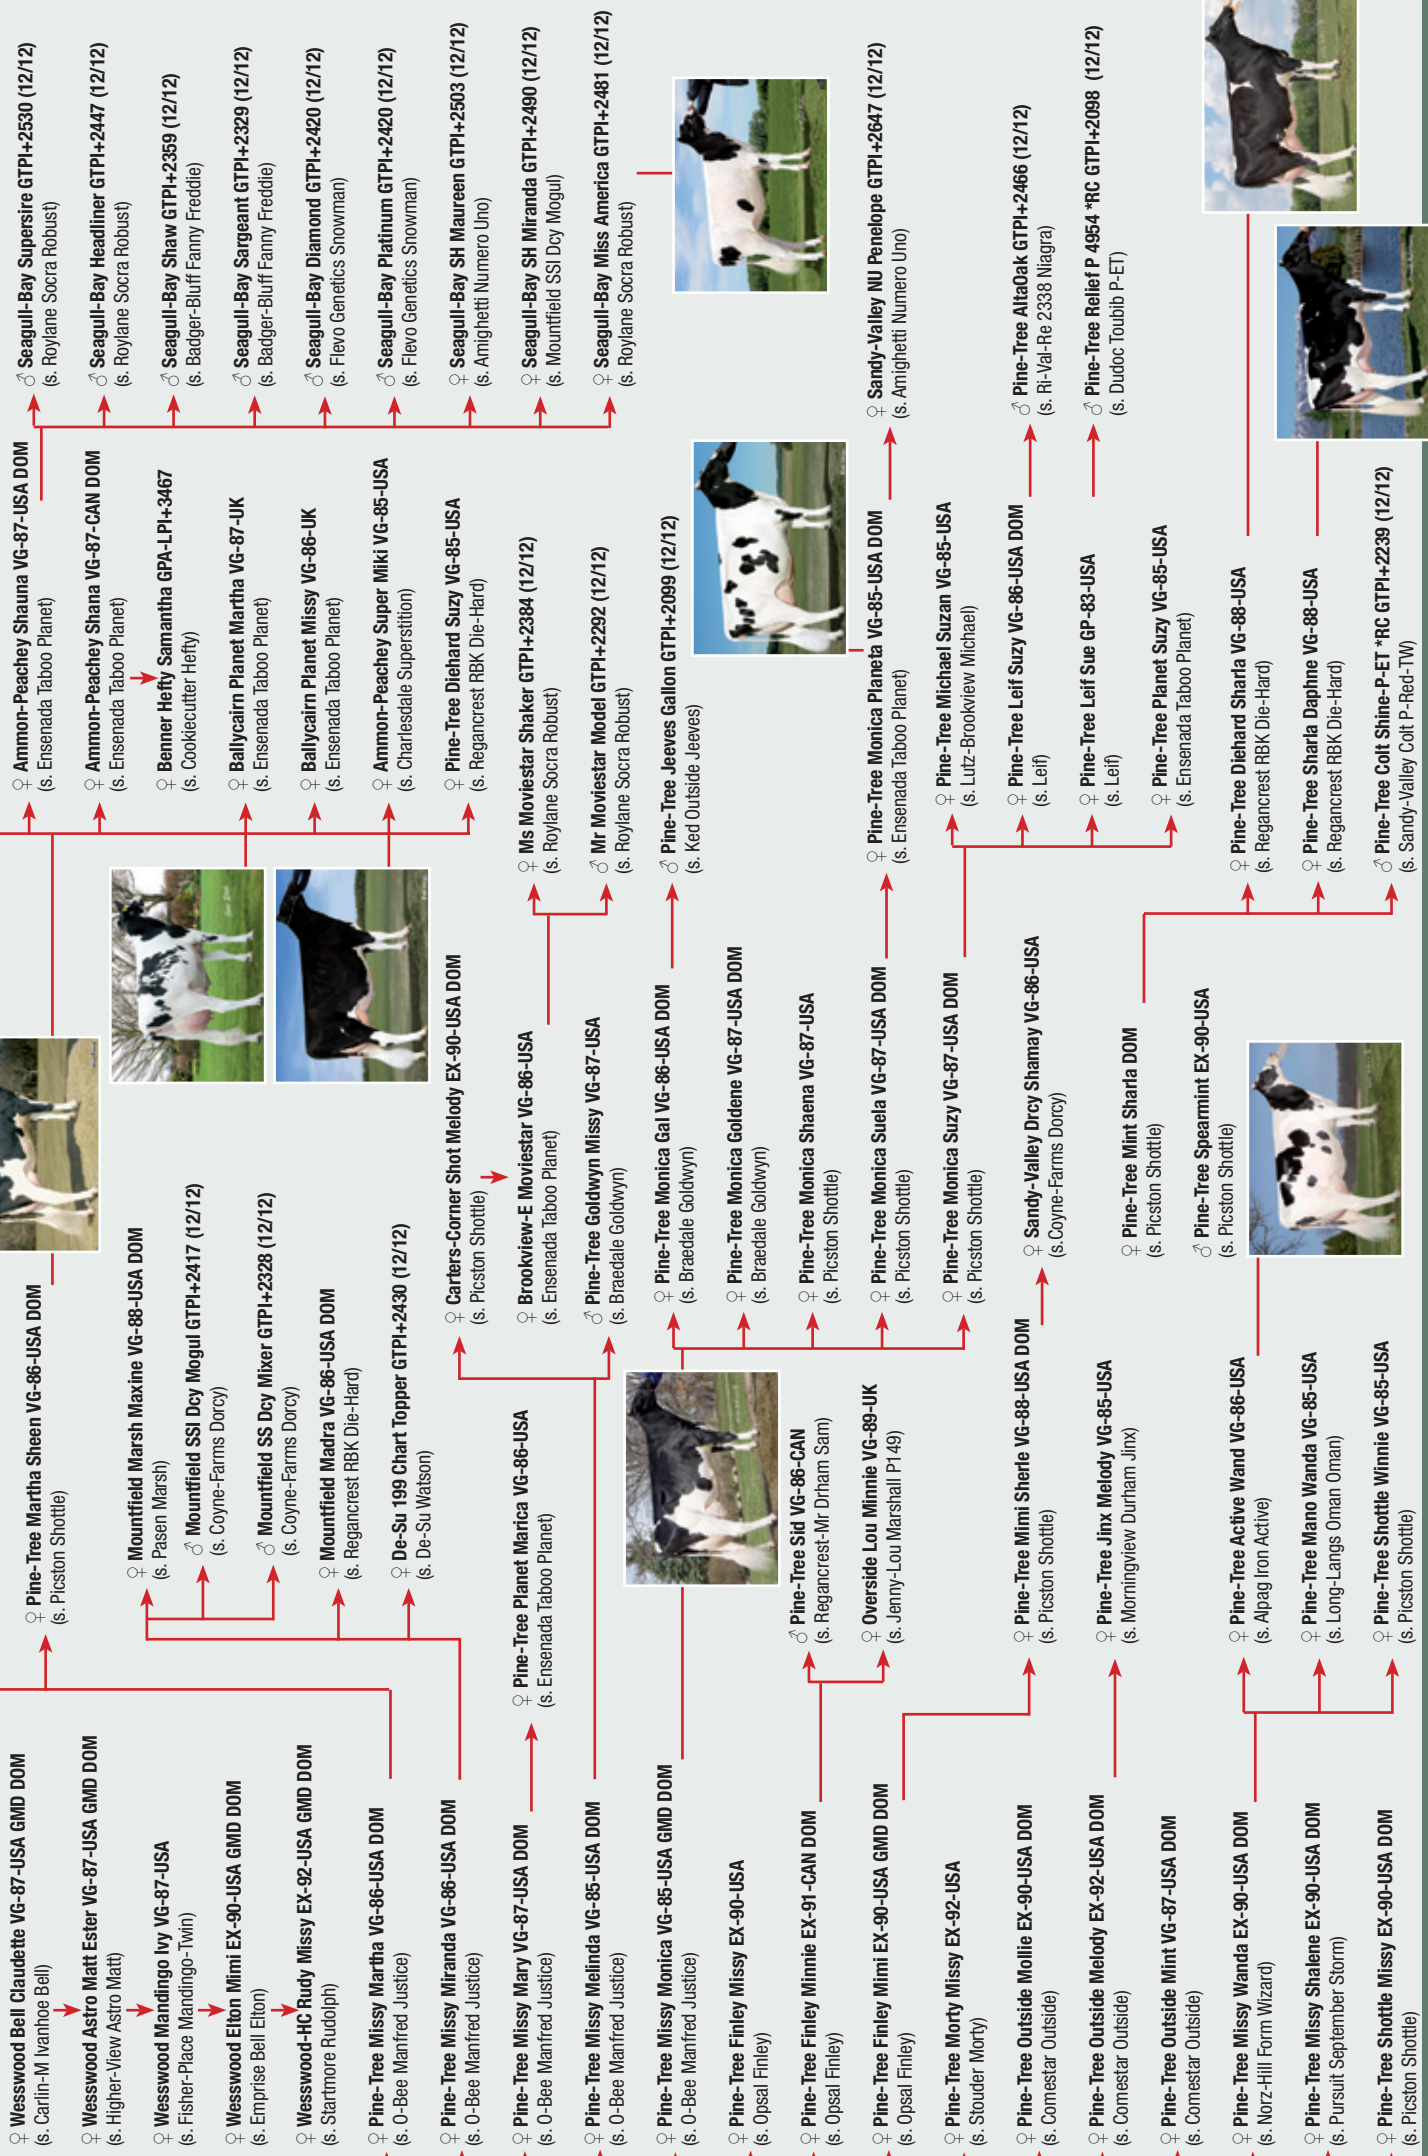 ♀ Wesswood Bell Claudette VG-87-USA GMD DOM
(s. Carlin-M Ivanhoe Bell)
♀ Wesswood Astro Matt Ester VG-87-USA GMD DOM
(s. Higher-View Astro Matt)
♀ Wesswood Mandingo Ivy VG-87-USA
(s. Fisher-Place Mandingo-Twin)
♀ Wesswood Elton Mimi EX-90-USA GMD DOM
(s. Emprise Bell Elton)
♀ Wesswood-HC Rudy Missy EX-92-USA GMD DOM
(s. Startmore Rudolph)
♀ Pine-Tree Missy Martha VG-86-USA DOM
(s. O-Bee Manfred Justice)
♀ Pine-Tree Missy Miranda VG-86-USA DOM
(s. O-Bee Manfred Justice)
♀ Pine-Tree Missy Mary VG-87-USA DOM
(s. O-Bee Manfred Justice)
♀ Pine-Tree Missy Melinda VG-85-USA DOM
(s. O-Bee Manfred Justice)
♀ Pine-Tree Missy Monica VG-85-USA GMD DOM
(s. O-Bee Manfred Justice)
♀ Pine-Tree Finley Missy EX-90-USA
(s. Opsal Finley)
♀ Pine-Tree Finley Minnie EX-91-CAN DOM
(s. Opsal Finley)
♀ Pine-Tree Finley Mimi EX-90-USA GMD DOM
(s. Opsal Finley)
♀ Pine-Tree Morty Missy EX-92-USA
(s. Stouder Morty)
♀ Pine-Tree Outside Mollie EX-90-USA DOM
(s. Comestar Outside)
♀ Pine-Tree Outside Melody EX-92-USA DOM
(s. Comestar Outside)
♀ Pine-Tree Outside Mint VG-87-USA DOM
(s. Comestar Outside)
♀ Pine-Tree Missy Wanda EX-90-USA DOM
(s. Norz-Hill Form Wizard)
♀ Pine-Tree Missy Shalene EX-90-USA DOM
(s. Pursuit September Storm)
♀ Pine-Tree Shottle Missy EX-90-USA DOM
(s. Picston Shottle)
♀ Pine-Tree Martha Sheen VG-86-USA DOM
(s. Picston Shottle)
♀ Mountfield Marsh Maxine VG-88-USA DOM
(s. Pasen Marsh)
♂ Mountfield SSI Dcy Mogul GTPI+2417 (12/12)
(s. Coyne-Farms Dorcy)
♂ Mountfield SS Dcy Mixer GTPI+2328 (12/12)
(s. Coyne-Farms Dorcy)
♀ Mountfield Madra VG-86-USA DOM
(s. Regancrest RBK Die-Hard)
♀ De-Su 199 Chart Topper GTPI+2430 (12/12)
(s. De-Su Watson)
♀ Pine-Tree Planet Marica VG-86-USA
(s. Ensenada Taboo Planet)
♀ Carters-Corner Shot Melody EX-90-USA DOM
(s. Picston Shottle)
♀ Brookview-E Moviestar VG-86-USA
(s. Ensenada Taboo Planet)
♂ Pine-Tree Goldwyn Missy VG-87-USA
(s. Braedale Goldwyn)
♀ Pine-Tree Monica Gal VG-86-USA DOM
(s. Braedale Goldwyn)
♀ Pine-Tree Monica Goldene VG-87-USA DOM
(s. Braedale Goldwyn)
♀ Pine-Tree Monica Shaena VG-87-USA
(s. Picston Shottle)
♀ Pine-Tree Monica Suela VG-87-USA DOM
(s. Picston Shottle)
♀ Pine-Tree Monica Suzy VG-87-USA DOM
(s. Picston Shottle)
♂ Pine-Tree Sid VG-86-CAN
(s. Regancrest-Mr Drham Sam)
♀ Overside Lou Minnie VG-89-UK
(s. Jenny-Lou Marshall P149)
♀ Pine-Tree Mimi Sherle VG-88-USA DOM
(s. Picston Shottle)
♀ Sandy-Valley Drcy Shamay VG-86-USA
(s.Coyne-Farms Dorcy)
♀ Pine-Tree Jinx Melody VG-85-USA
(s. Morningview Durham Jinx)
♀ Pine-Tree Mint Sharla DOM
(s. Picston Shottle)
♂ Pine-Tree Spearmint EX-90-USA
(s. Picston Shottle)
♀ Pine-Tree Active Wand VG-86-USA
(s. Alpag Iron Active)
♀ Pine-Tree Mano Wanda VG-85-USA
(s. Long-Langs Oman Oman)
♀ Pine-Tree Shottle Winnie VG-85-USA
(s. Picston Shottle)
♀ Ammon-Peachey Shauna VG-87-USA DOM
(s. Ensenada Taboo Planet)
♀ Ammon-Peachey Shana VG-87-CAN DOM
(s. Ensenada Taboo Planet)
♀ Benner Hefty Samantha GPA-LPI+3467
(s. Cookiecutter Hefty)
♀ Ballycairn Planet Martha VG-87-UK
(s. Ensenada Taboo Planet)
♀ Ballycairn Planet Missy VG-86-UK
(s. Ensenada Taboo Planet)
♀ Ammon-Peachey Super Miki VG-85-USA
(s. Charlesdale Superstition)
♀ Pine-Tree Diehard Suzy VG-85-USA
(s. Regancrest RBK Die-Hard)
♀ Ms Moviestar Shaker GTPI+2384 (12/12)
(s. Roylane Socra Robust)
♂ Mr Moviestar Model GTPI+2292 (12/12)
(s. Roylane Socra Robust)
♂ Pine-Tree Jeeves Gallon GTPI+2099 (12/12)
(s. Ked Outside Jeeves)
♀ Pine-Tree Monica Planeta VG-85-USA DOM
(s. Ensenada Taboo Planet)
♀ Pine-Tree Michael Suzan VG-85-USA
(s. Lutz-Brookview Michael)
♀ Pine-Tree Leif Suzy VG-86-USA DOM
(s. Leif)
♀ Pine-Tree Leif Sue GP-83-USA
(s. Leif)
♀ Pine-Tree Planet Suzy VG-85-USA
(s. Ensenada Taboo Planet)
♀ Pine-Tree Diehard Sharla VG-88-USA
(s. Regancrest RBK Die-Hard)
♀ Pine-Tree Sharla Daphne VG-88-USA
(s. Regancrest RBK Die-Hard)
♂ Pine-Tree Colt Shine-P-ET *RC GTPI+2239 (12/12)
(s. Sandy-Valley Colt P-Red-TW)
♂ Seagull-Bay Supersire GTPI+2530 (12/12)
(s. Roylane Socra Robust)
♂ Seagull-Bay Headliner GTPI+2447 (12/12)
(s. Roylane Socra Robust)
♂ Seagull-Bay Shaw GTPI+2359 (12/12)
(s. Badger-Bluff Fanny Freddie)
♂ Seagull-Bay Sargeant GTPI+2329 (12/12)
(s. Badger-Bluff Fanny Freddie)
♂ Seagull-Bay Diamond GTPI+2420 (12/12)
(s. Flevo Genetics Snowman)
♂ Seagull-Bay Platinum GTPI+2420 (12/12)
(s. Flevo Genetics Snowman)
♀ Seagull-Bay SH Maureen GTPI+2503 (12/12)
(s. Amighetti Numero Uno)
♀ Seagull-Bay SH Miranda GTPI+2490 (12/12)
(s. Mountfield SSI Dcy Mogul)
♀ Seagull-Bay Miss America GTPI+2481 (12/12)
(s. Roylane Socra Robust)
♀ Sandy-Valley NU Penelope GTPI+2647 (12/12)
(s. Amighetti Numero Uno)
♂ Pine-Tree AltaOak GTPI+2466 (12/12)
(s. Ri-Val-Re 2338 Niagra)
♂ Pine-Tree Relief P 4954 *RC GTPI+2098 (12/12)
(s. Dudoc Toubib P-ET)